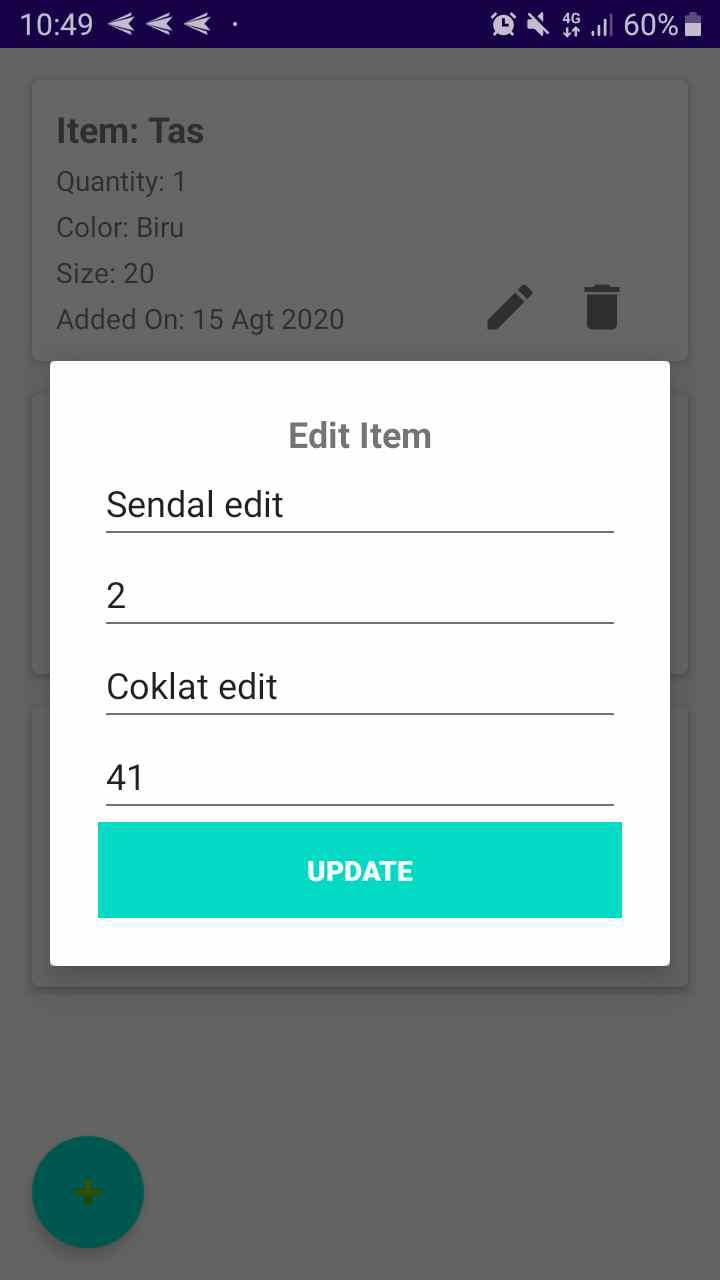 10:49
4G
60%
Item: Tas
Quantity: 1
Color: Biru
Size: 20
Added On: 15 Agt 2020
Edit Item
Sendal edit
2
Coklat edit
41
UPDATE